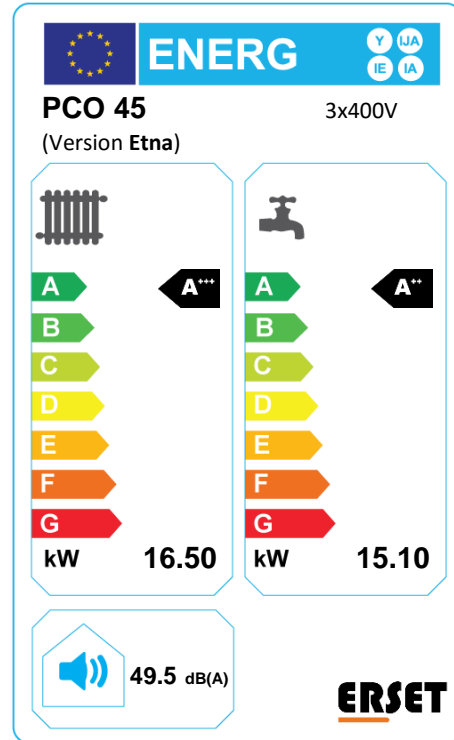 ENERG
Y IJA
IE IA
PCO 45 3x400V
(Version Etna)
A A+++
B
C
D
E
F
G
kW 16.50
A A++
B
C
D
E
F
G
kW 15.10
49.5 dB(A)
ERSET